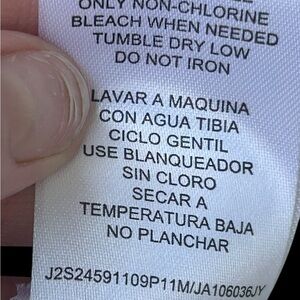 ONLY NON-CHLORINE
BLEACH WHEN NEEDED
TUMBLE DRY LOW
DO NOT IRON
LAVAR A MAQUINA
CON AGUA TIBIA
CICLO GENTIL
USE BLANQUEADOR
SIN CLORO
SECAR A
TEMPERATURA BAJA
NO PLANCHAR
J2S24591109P11M/JA106036JY